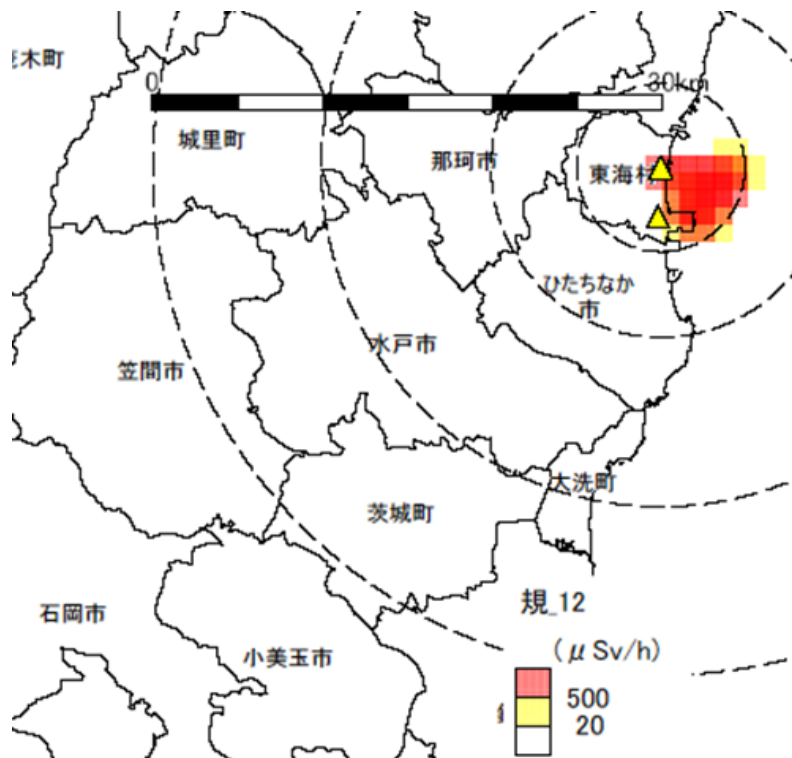 茂木町
0 30km
城里町
那珂市
東海村
ひたちなか
市
水戸市
笠間市
大洗町
茨城町
規_12
石岡市
小美玉市
(μSv/h)
500
20